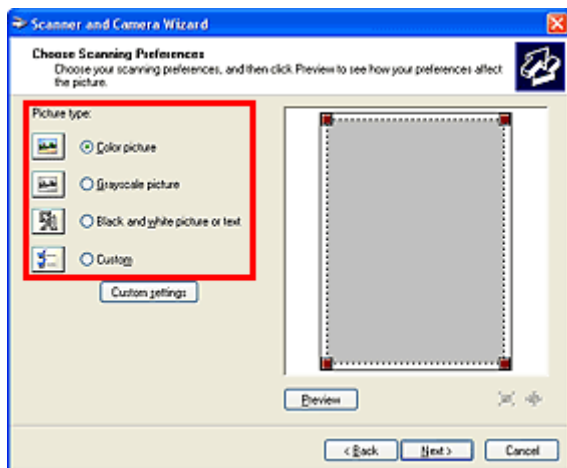 Scanner and Camera Wizard
Choose Scanning Preferences
Choose your scanning preferences, and then click Preview to see how your preferences affect
the picture.
Picture type:
Color picture
Grayscale picture
Black and white picture or text
Custom
Custom settings
Preview
< Back
Next >
Cancel